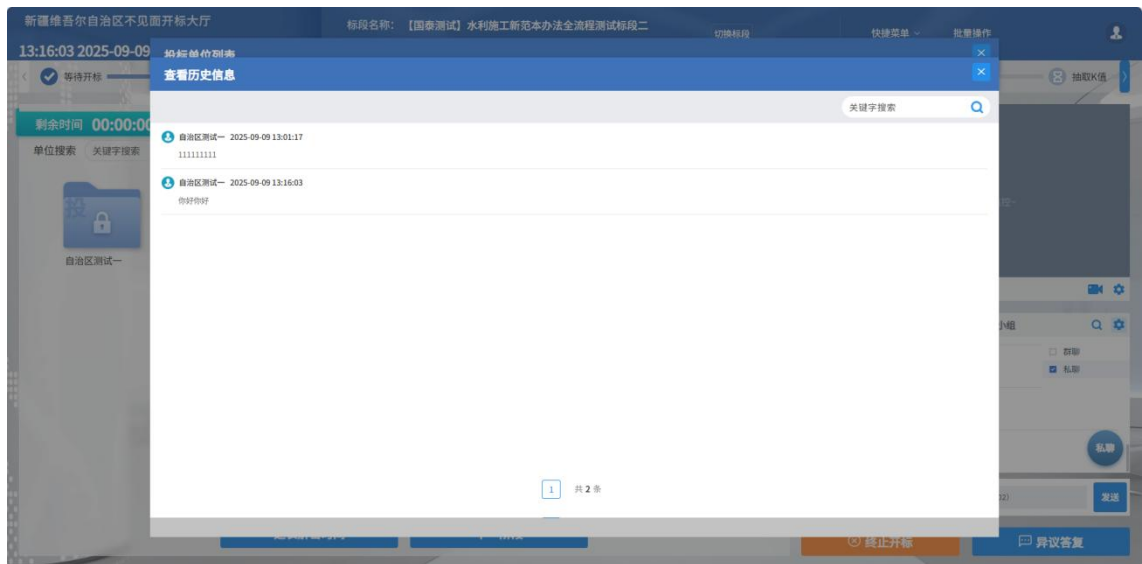 新疆维吾尔自治区不见面开标大厅
标段名称: 【国泰测试】水利施工新范本办法全流程测试标段二
切换标段
快捷菜单
批量操作
13:16:03 2025-09-09
投标单位列表
等待开标
查看历史信息
抽取K值
关键字搜索
剩余时间 00:00:00
自治区测试一 2025-09-09 13:01:17
111111111
单位搜索 关键字搜索
自治区测试一 2025-09-09 13:16:03
你好你好
投
自治区测试一
小组
群聊
私聊
私聊
1 共 2 条
发送
终止开标
异议答复